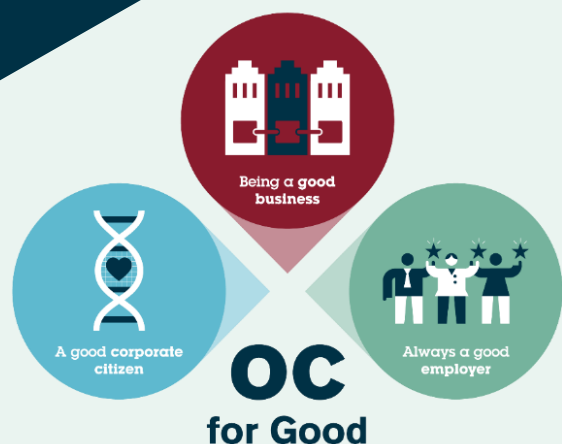 Being a good
business
A good corporate
citizen
Always a good
employer
OC
for Good